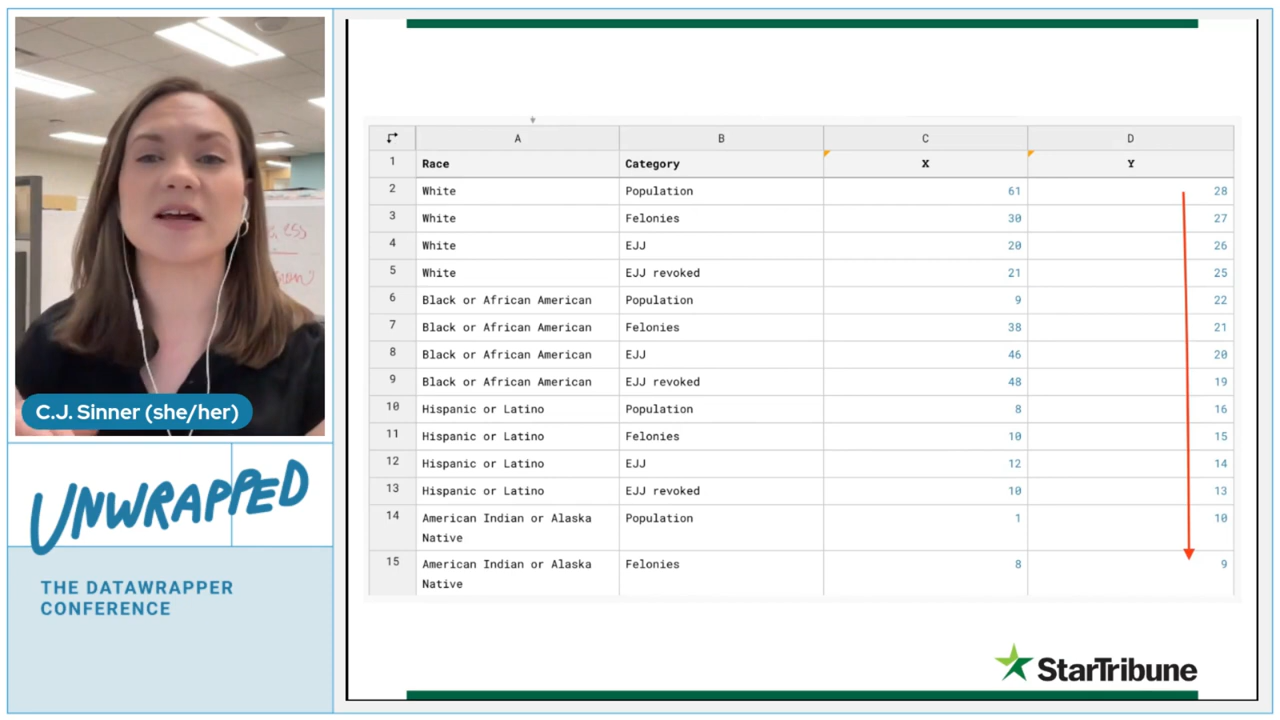 C.J. Sinner (she/her)
UNWRAPPED
THE DATAWRAPPER
CONFERENCE
A B C D
1 Race Category X Y
2 White Population 61 28
3 White Felonies 30 27
4 White EJJ 20 26
5 White EJJ revoked 21 25
6 Black or African American Population 9 22
7 Black or African American Felonies 38 21
8 Black or African American EJJ 46 20
9 Black or African American EJJ revoked 48 19
10 Hispanic or Latino Population 8 16
11 Hispanic or Latino Felonies 10 15
12 Hispanic or Latino EJJ 12 14
13 Hispanic or Latino EJJ revoked 10 13
14 American Indian or Alaska Population 1 10
Native
15 American Indian or Alaska Felonies 8 9
Native
StarTribune